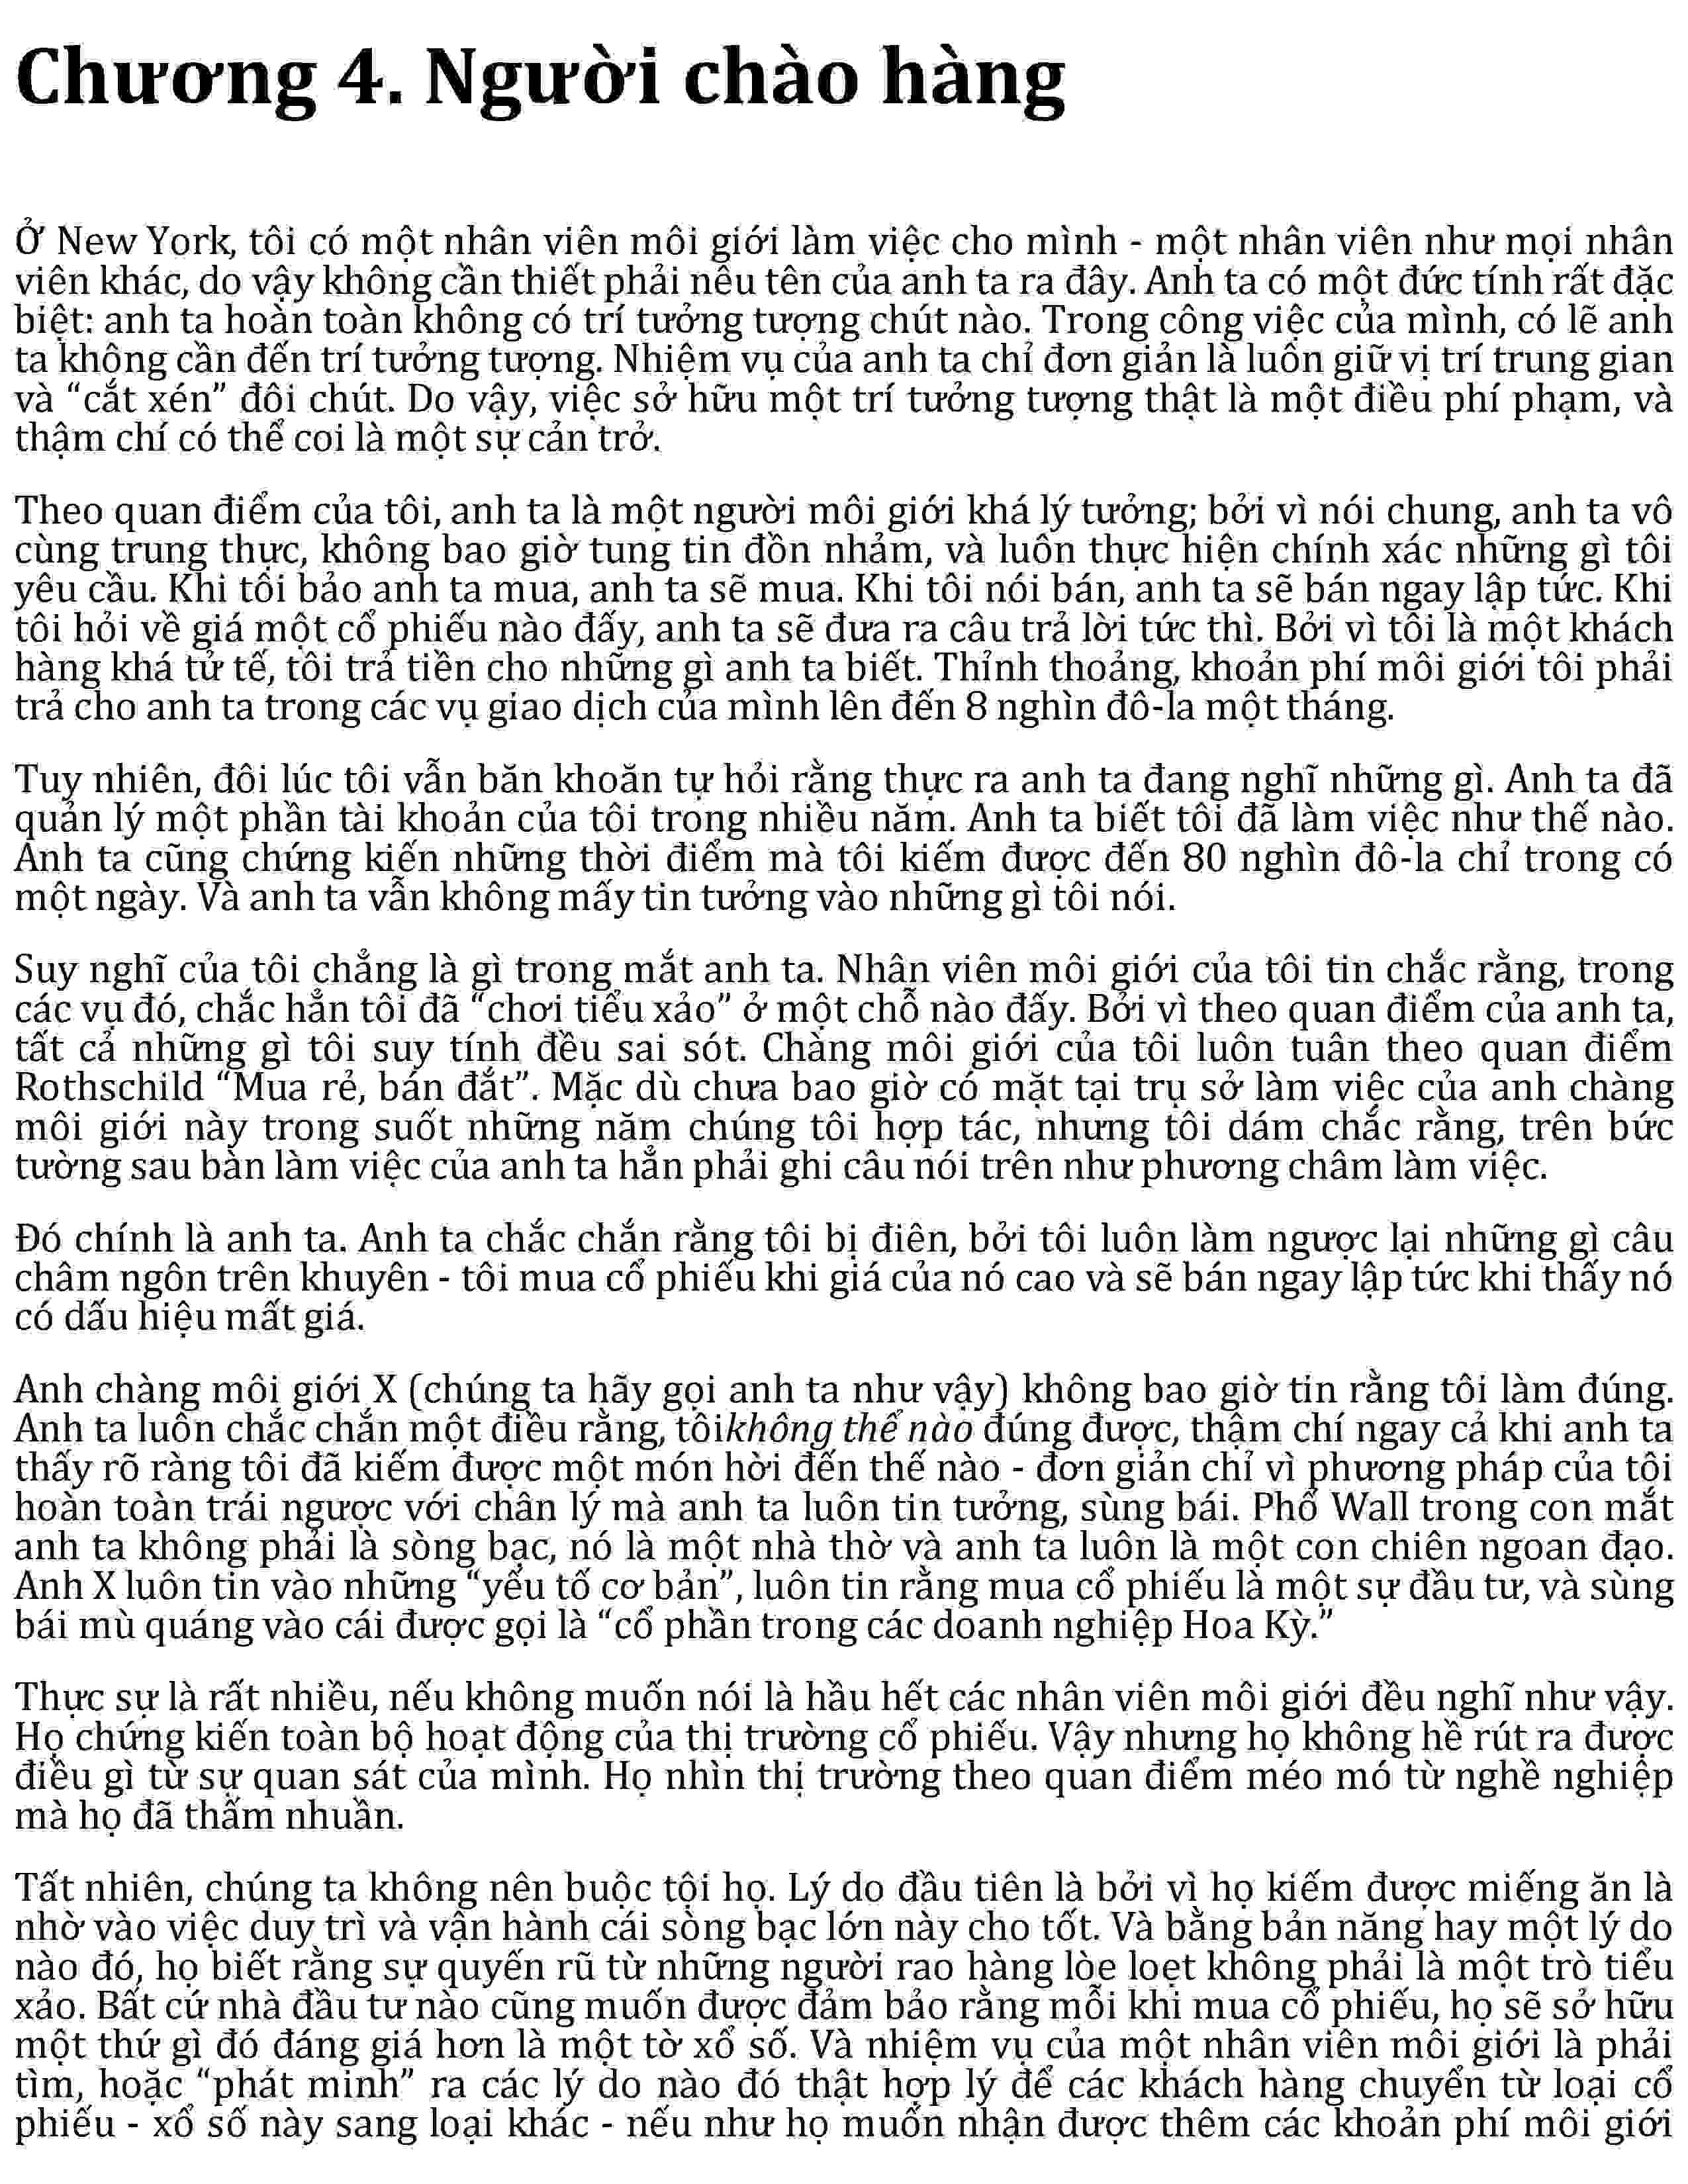 Chương 4. Người chào hàng
Ở New York, tôi có một nhân viên môi giới làm việc cho mình - một nhân viên như mọi nhân
viên khác, do vậy không cần thiết phải nêu tên của anh ta ra đây. Anh ta có một đức tính rất đặc
biệt: anh ta hoàn toàn không có trí tưởng tượng chút nào. Trong công việc của mình, có lẽ anh
ta không cần đến trí tưởng tượng. Nhiệm vụ của anh ta chỉ đơn giản là luôn giữ vị trí trung gian
và “cắt xén” đôi chút. Do vậy, việc sở hữu một trí tưởng tượng thật là một điều phí phạm, và
thậm chí có thể coi là một sự cản trở.
Theo quan điểm của tôi, anh ta là một người môi giới khá lý tưởng; bởi vì nói chung, anh ta vô
cùng trung thực, không bao giờ tung tin đồn nhảm, và luôn thực hiện chính xác những gì tôi
yêu cầu. Khi tôi bảo anh ta mua, anh ta sẽ mua. Khi tôi nói bán, anh ta sẽ bán ngay lập tức. Khi
tôi hỏi về giá một cổ phiếu nào đấy, anh ta sẽ đưa ra câu trả lời tức thì. Bởi vì tôi là một khách
hàng khá tử tế, tôi trả tiền cho những gì anh ta biết. Thỉnh thoảng, khoản phí môi giới tôi phải
trả cho anh ta trong các vụ giao dịch của mình lên đến 8 nghìn đô-la một tháng.
Tuy nhiên, đôi lúc tôi vẫn băn khoăn tự hỏi rằng thực ra anh ta đang nghĩ những gì. Anh ta đã
quản lý một phần tài khoản của tôi trong nhiều năm. Anh ta biết tôi đã làm việc như thế nào.
Anh ta cũng chứng kiến những thời điểm mà tôi kiếm được đến 80 nghìn đô-la chỉ trong có
một ngày. Và anh ta vẫn không mấy tin tưởng vào những gì tôi nói.
Suy nghĩ của tôi chẳng là gì trong mắt anh ta. Nhân viên môi giới của tôi tin chắc rằng, trong
các vụ đó, chắc hẳn tôi đã “chơi tiểu xảo” ở một chỗ nào đấy. Bởi vì theo quan điểm của anh ta,
tất cả những gì tôi suy tính đều sai sót. Chàng môi giới của tôi luôn tuân theo quan điểm
Rothschild “Mua rẻ, bán đắt”. Mặc dù chưa bao giờ có mặt tại trụ sở làm việc của anh chàng
môi giới này trong suốt những năm chúng tôi hợp tác, nhưng tôi dám chắc rằng, trên bức
tường sau bàn làm việc của anh ta hẳn phải ghi câu nói trên như phương châm làm việc.
Đó chính là anh ta. Anh ta chắc chắn rằng tôi bị điên, bởi tôi luôn làm ngược lại những gì câu
châm ngôn trên khuyên - tôi mua cổ phiếu khi giá của nó cao và sẽ bán ngay lập tức khi thấy nó
có dấu hiệu mất giá.
Anh chàng môi giới X (chúng ta hãy gọi anh ta như vậy) không bao giờ tin rằng tôi làm đúng.
Anh ta luôn chắc chắn một điều rằng, tôikhông thể nào đúng được, thậm chí ngay cả khi anh ta
thấy rõ ràng tôi đã kiếm được một món hời đến thế nào - đơn giản chỉ vì phương pháp của tôi
hoàn toàn trái ngược với chân lý mà anh ta luôn tin tưởng, sùng bái. Phố Wall trong con mắt
anh ta không phải là sòng bạc, nó là một nhà thờ và anh ta luôn là một con chiên ngoan đạo.
Anh X luôn tin vào những “yếu tố cơ bản”, luôn tin rằng mua cổ phiếu là một sự đầu tư, và sùng
bái mù quáng vào cái được gọi là “cổ phần trong các doanh nghiệp Hoa Kỳ.”
Thực sự là rất nhiều, nếu không muốn nói là hầu hết các nhân viên môi giới đều nghĩ như vậy.
Họ chứng kiến toàn bộ hoạt động của thị trường cổ phiếu. Vậy nhưng họ không hề rút ra được
điều gì từ sự quan sát của mình. Họ nhìn thị trường theo quan điểm méo mó từ nghề nghiệp
mà họ đã thấm nhuần.
Tất nhiên, chúng ta không nên buộc tội họ. Lý do đầu tiên là bởi vì họ kiếm được miếng ăn là
nhờ vào việc duy trì và vận hành cái sòng bạc lớn này cho tốt. Và bằng bản năng hay một lý do
nào đó, họ biết rằng sự quyến rũ từ những người rao hàng lòe loẹt không phải là một trò tiểu
xảo. Bất cứ nhà đầu tư nào cũng muốn được đảm bảo rằng mỗi khi mua cổ phiếu, họ sẽ sở hữu
một thứ gì đó đáng giá hơn là một tờ xổ số. Và nhiệm vụ của một nhân viên môi giới là phải
tìm, hoặc “phát minh” ra các lý do nào đó thật hợp lý để các khách hàng chuyển từ loại cổ
phiếu - xổ số này sang loại khác - nếu như họ muốn nhận được thêm các khoản phí môi giới